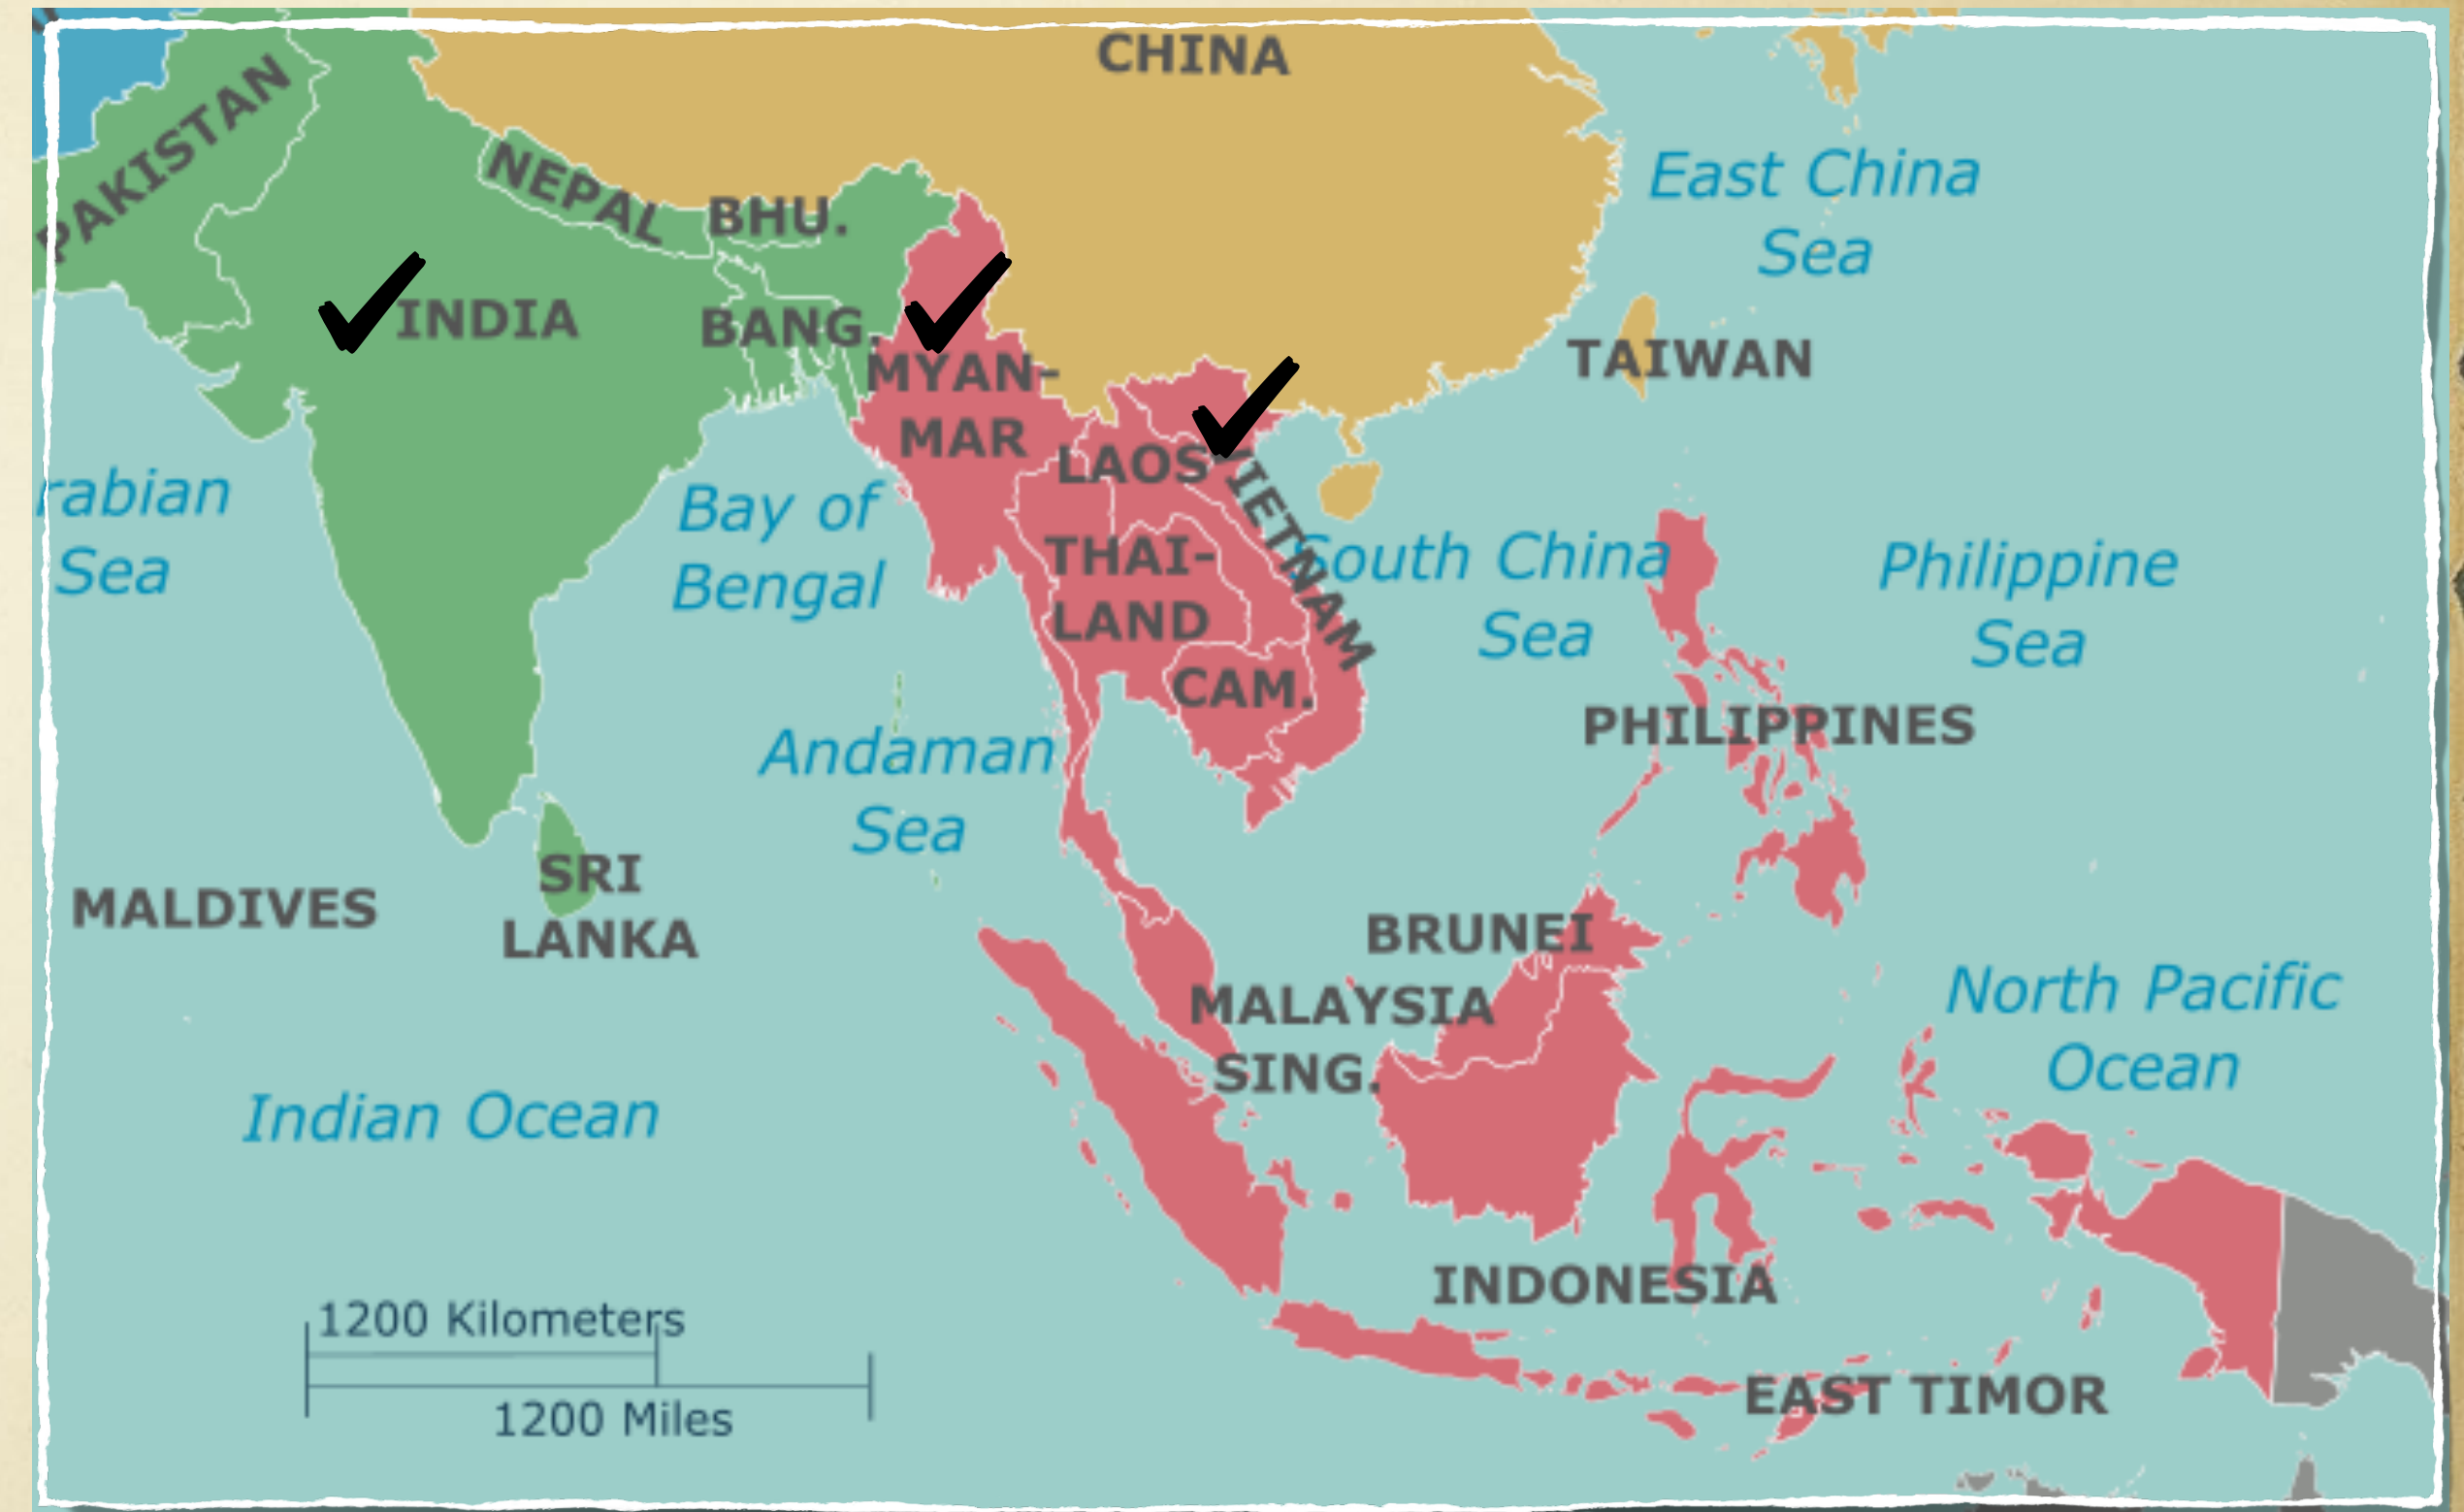 CHINA
PAKISTAN
NEPAL
BHU.
East China
Sea
INDIA
BANG.
MYAN-
MAR
TAIWAN
LAOS
VIETNAM
rabian
Sea
Bay of
Bengal
THAI-
LAND
South China
Sea
Philippine
Sea
CAM.
PHILIPPINES
Andaman
Sea
SRI
LANKA
MALDIVES
BRUNEI
MALAYSIA
SING.
North Pacific
Ocean
Indian Ocean
INDONESIA
1200 Kilometers
1200 Miles
EAST TIMOR